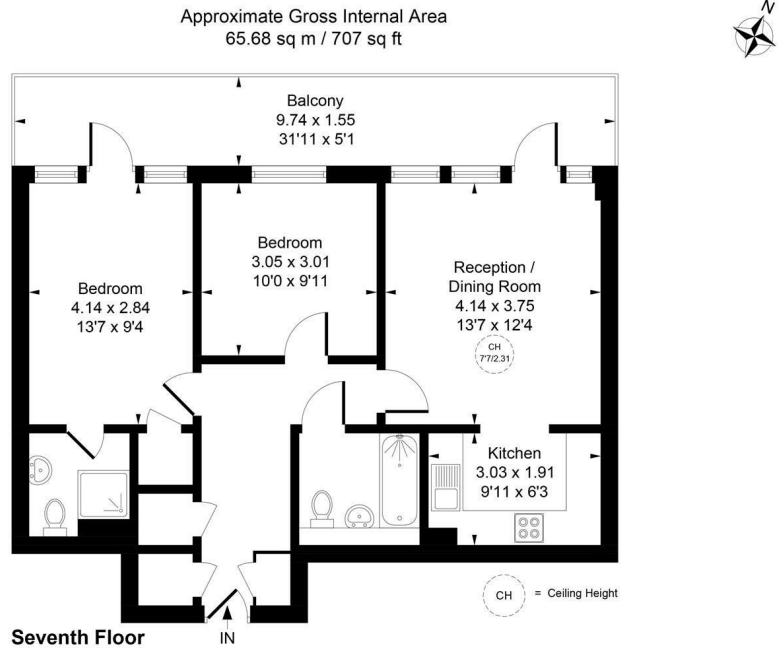 Approximate Gross Internal Area
65.68 sq m / 707 sq ft
N
Balcony
9.74 x 1.55
31'11 x 5'1
Bedroom
3.05 x 3.01
10'0 x 9'11
Bedroom
4.14 x 2.84
13'7 x 9'4
Reception /
Dining Room
4.14 x 3.75
13'7 x 12'4
CH
7'7/2.31
Kitchen
3.03 x 1.91
9'11 x 6'3
CH = Ceiling Height
Seventh Floor
IN